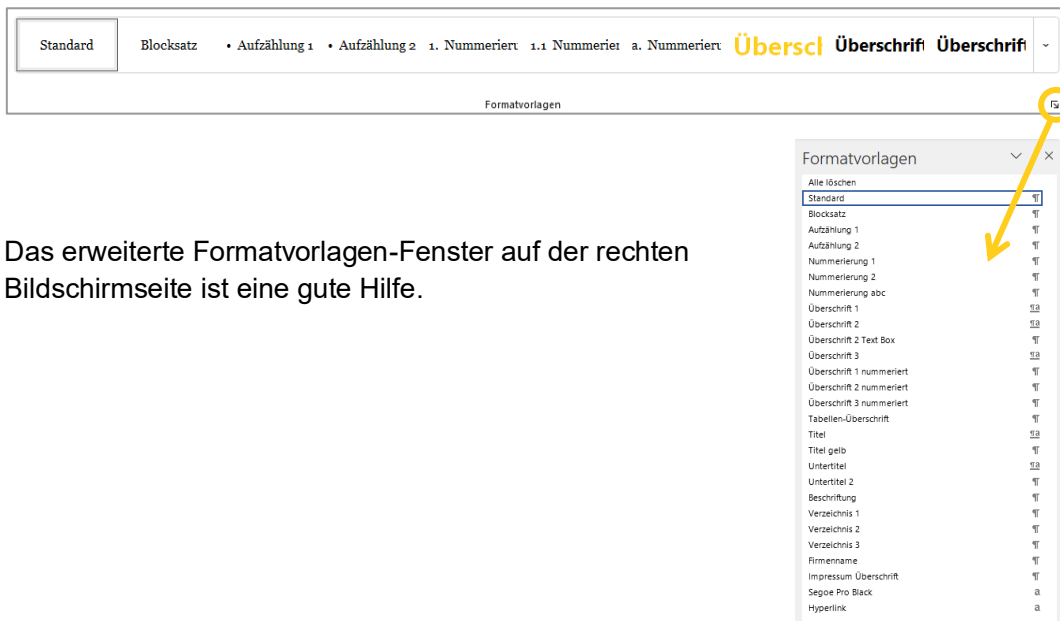 Standard Blocksatz • Aufzählung 1 • Aufzählung 2 1. Nummerieru 1.1 Nummerier a. Nummerieru Überscl Überschrift Überschrift
Formatvorlagen
Formatvorlagen
Alle löschen
Standard ¶
Blocksatz ¶
Aufzählung 1 ¶
Aufzählung 2 ¶
Nummerierung 1 ¶
Nummerierung 2 ¶
Nummerierung abc ¶
Überschrift 1 ¶a
Überschrift 2 ¶a
Überschrift 2 Text Box ¶
Überschrift 3 ¶a
Überschrift 1 nummeriert ¶
Überschrift 2 nummeriert ¶
Überschrift 3 nummeriert ¶
Tabellen-Überschrift ¶
Titel ¶a
Titel gelb ¶
Untertitel ¶a
Untertitel 2 ¶
Beschriftung ¶
Verzeichnis 1 ¶
Verzeichnis 2 ¶
Verzeichnis 3 ¶
Firmenname ¶
Impressum Überschrift ¶
Segoe Pro Black a
Hyperlink a
Das erweiterte Formatvorlagen-Fenster auf der rechten
Bildschirmseite ist eine gute Hilfe.